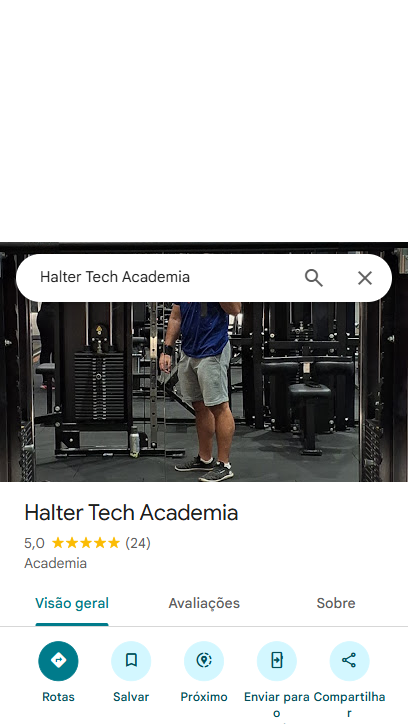 Halter Tech Academia
Halter Tech Academia
5,0 (24)
Academia
Visão geral Avaliações Sobre
Rotas Salvar Próximo Enviar para o Compartilhar